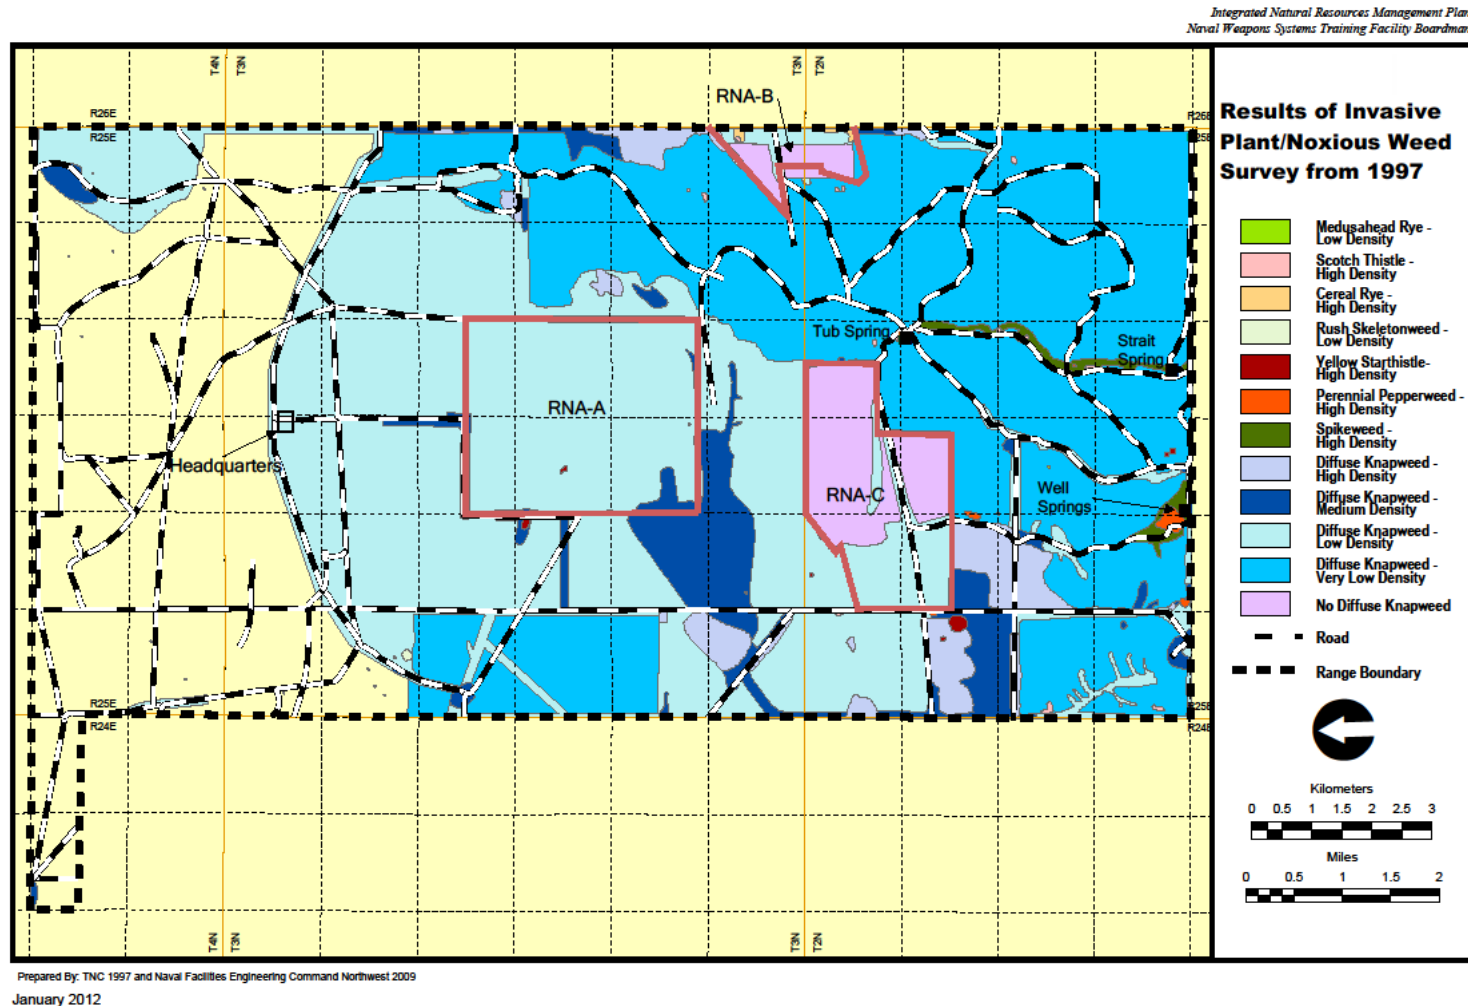 Integrated Natural Resources Management Plan
Naval Weapons Systems Training Facility Boardman
T4N
T3N
T3N
T2N
RNA-B
R26E
R25E
R26E
R25E
Results of Invasive
Plant/Noxious Weed
Survey from 1997
Medusahead Rye -
Low Density
Scotch Thistle -
High Density
Cereal Rye -
High Density
Rush Skeletonweed -
Low Density
Yellow Starthistle-
High Density
Perennial Pepperweed -
High Density
Spikeweed -
High Density
Diffuse Knapweed -
High Density
Diffuse Knapweed -
Medium Density
Diffuse Knapweed -
Low Density
Diffuse Knapweed -
Very Low Density
No Diffuse Knapweed
Road
Range Boundary
Tub Spring
Strait
Spring
RNA-A
Headquarters
RNA-C
Well
Springs
R25E
R24E
R25E
R24E
Kilometers
0 0.5 1 1.5 2 2.5 3
Miles
0 0.5 1 1.5 2
T4N
T3N
T3N
T2N
Prepared By: TNC 1997 and Naval Facilities Engineering Command Northwest 2009
January 2012